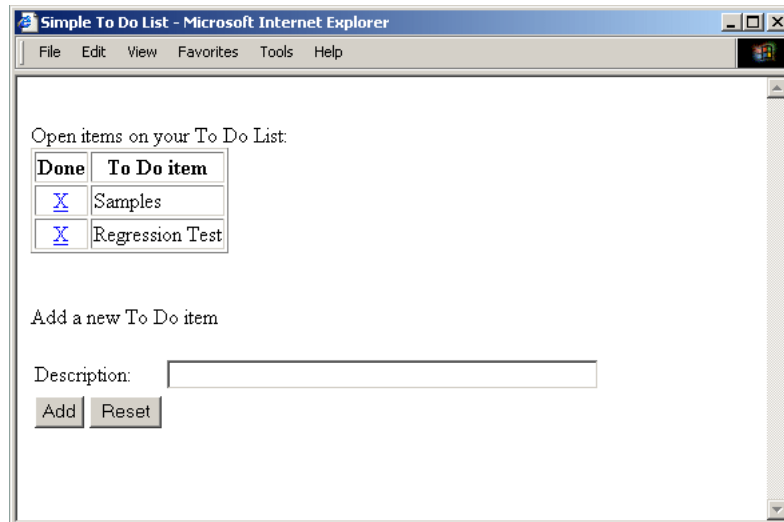 Simple To Do List - Microsoft Internet Explorer
File Edit View Favorites Tools Help
Open items on your To Do List:
Done To Do item
X Samples
X Regression Test
Add a new To Do item
Description:
Add Reset